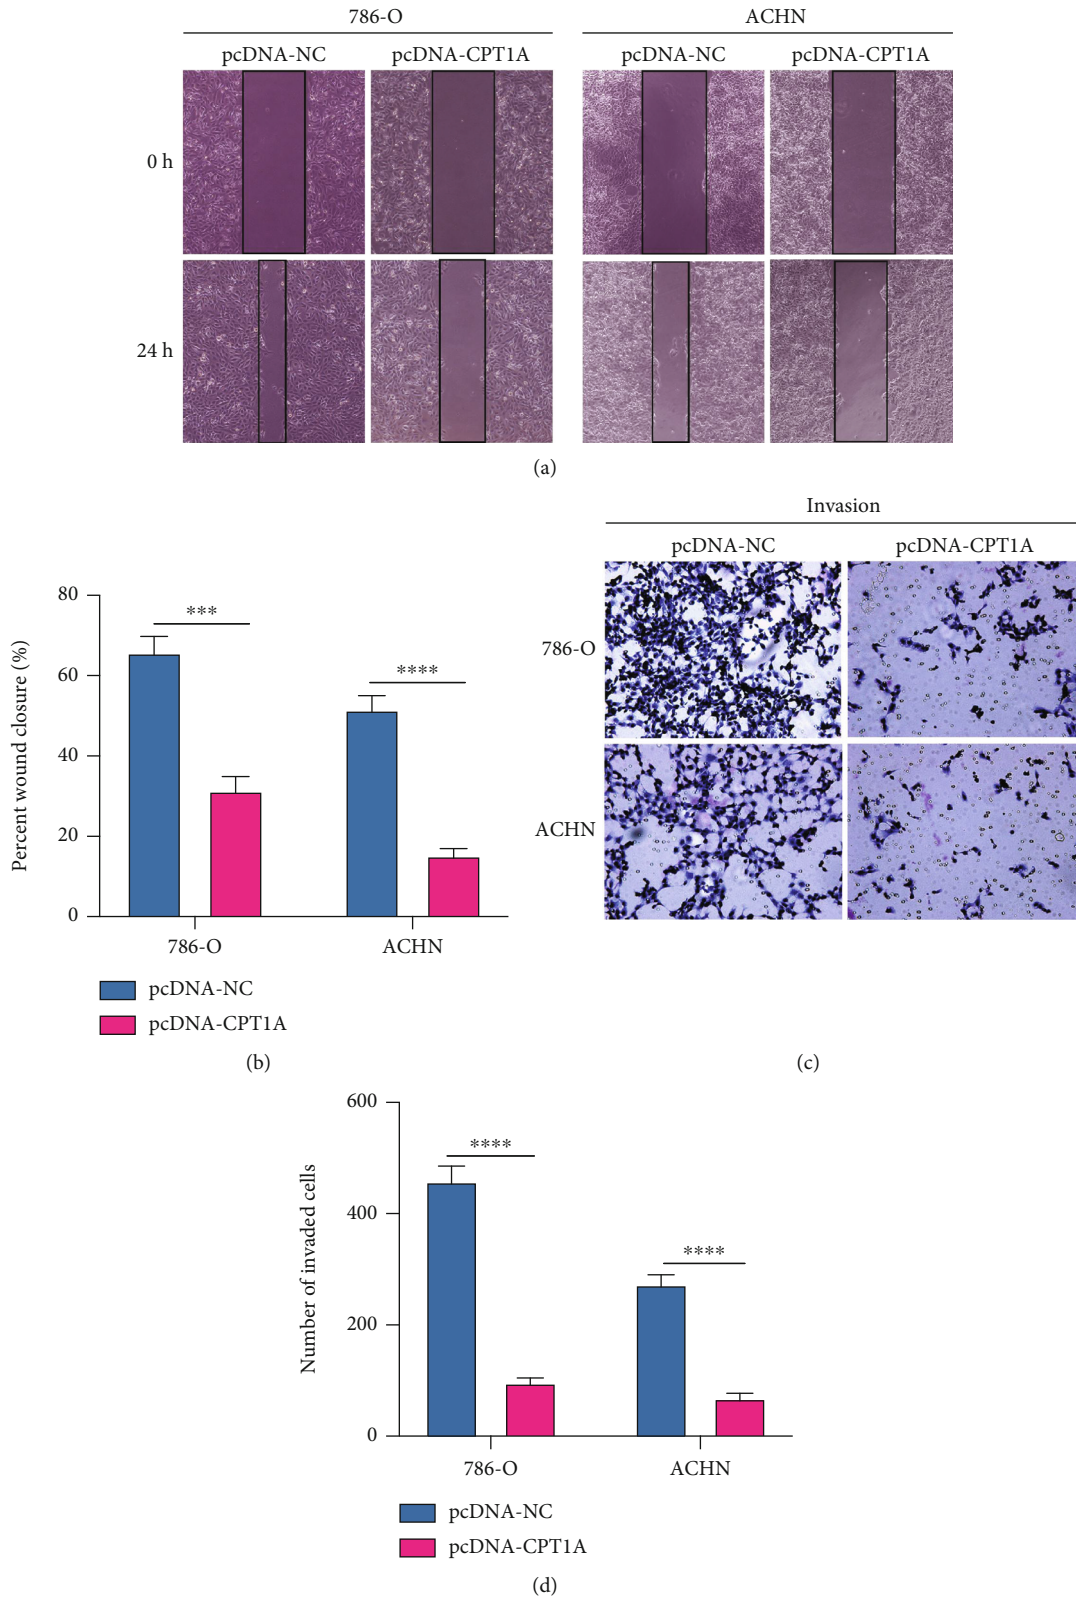 786-O
ACHN
pcDNA-NC
pcDNA-CPT1A
pcDNA-NC
pcDNA-CPT1A
0 h
24 h
(a)
Percent wound closure (%)
80
60
40
20
0
***
****
786-O
ACHN
pcDNA-NC
pcDNA-CPT1A
(b)
Invasion
pcDNA-NC
pcDNA-CPT1A
786-O
ACHN
(c)
Number of invaded cells
600
400
200
0
****
****
786-O
ACHN
pcDNA-NC
pcDNA-CPT1A
(d)